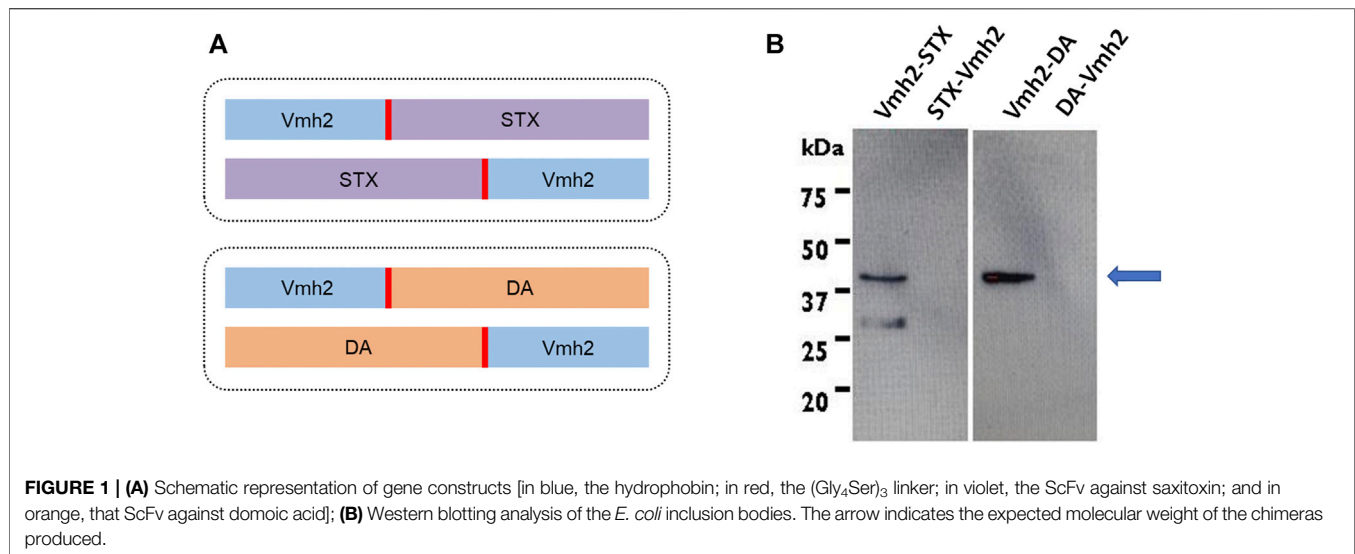 A
Vmh2 STX
STX Vmh2
Vmh2 DA
DA Vmh2
B
Vmh2-STX
STX-Vmh2
Vmh2-DA
DA-Vmh2
kDa
75
50
37
25
20
FIGURE 1 | (A) Schematic representation of gene constructs [in blue, the hydrophobin; in red, the (Gly₄Ser)₃ linker; in violet, the ScFv against saxitoxin; and in
orange, that ScFv against domoic acid]; (B) Western blotting analysis of the E. coli inclusion bodies. The arrow indicates the expected molecular weight of the chimeras
produced.